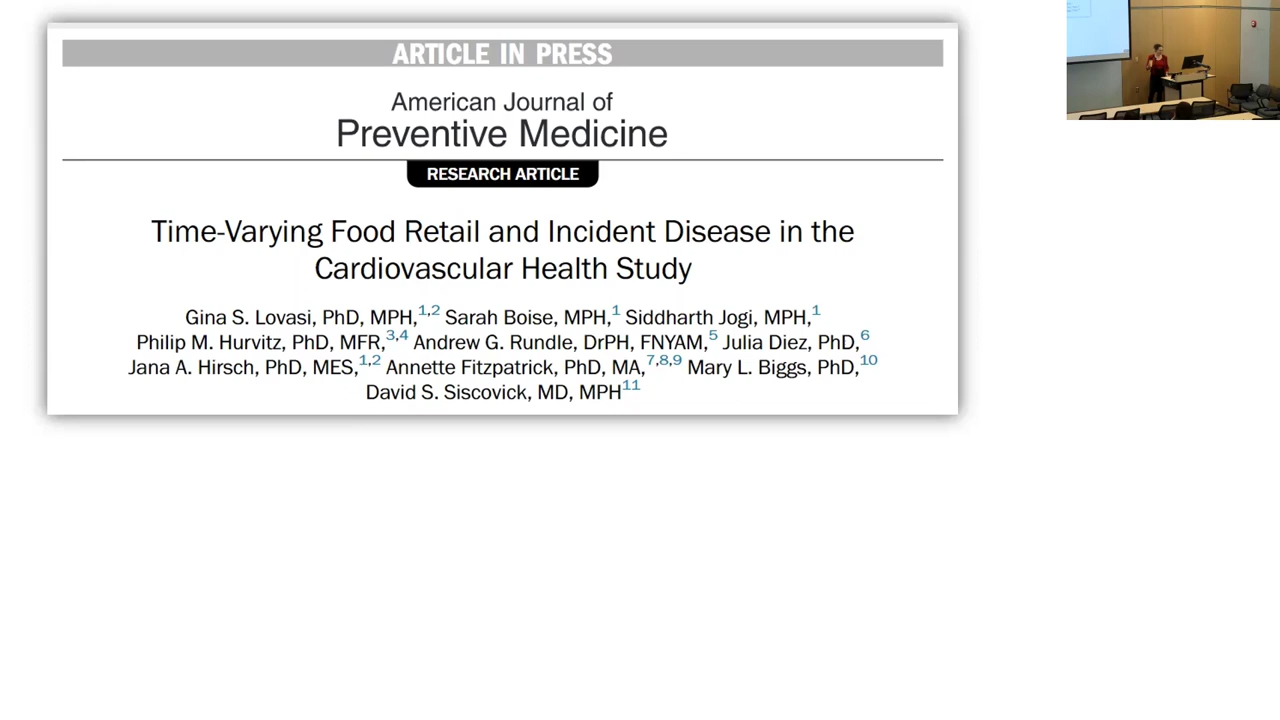 ARTICLE IN PRESS
American Journal of
Preventive Medicine
RESEARCH ARTICLE
Time-Varying Food Retail and Incident Disease in the
Cardiovascular Health Study
Gina S. Lovasi, PhD, MPH,1,2 Sarah Boise, MPH,1 Siddharth Jogi, MPH,1
Philip M. Hurvitz, PhD, MFR,3,4 Andrew G. Rundle, DrPH, FNYAM,5 Julia Diez, PhD,6
Jana A. Hirsch, PhD, MES,1,2 Annette Fitzpatrick, PhD, MA,7,8,9 Mary L. Biggs, PhD,10
David S. Siscovick, MD, MPH11